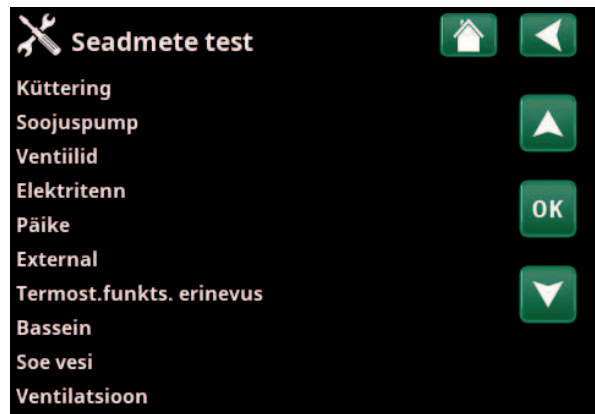 Seadmete test
Küttering
Soojuspump
Ventiilid
Elektritenn
Päike
OK
External
Termost.funkts. erinevus
Bassein
Soe vesi
Ventilatsioon